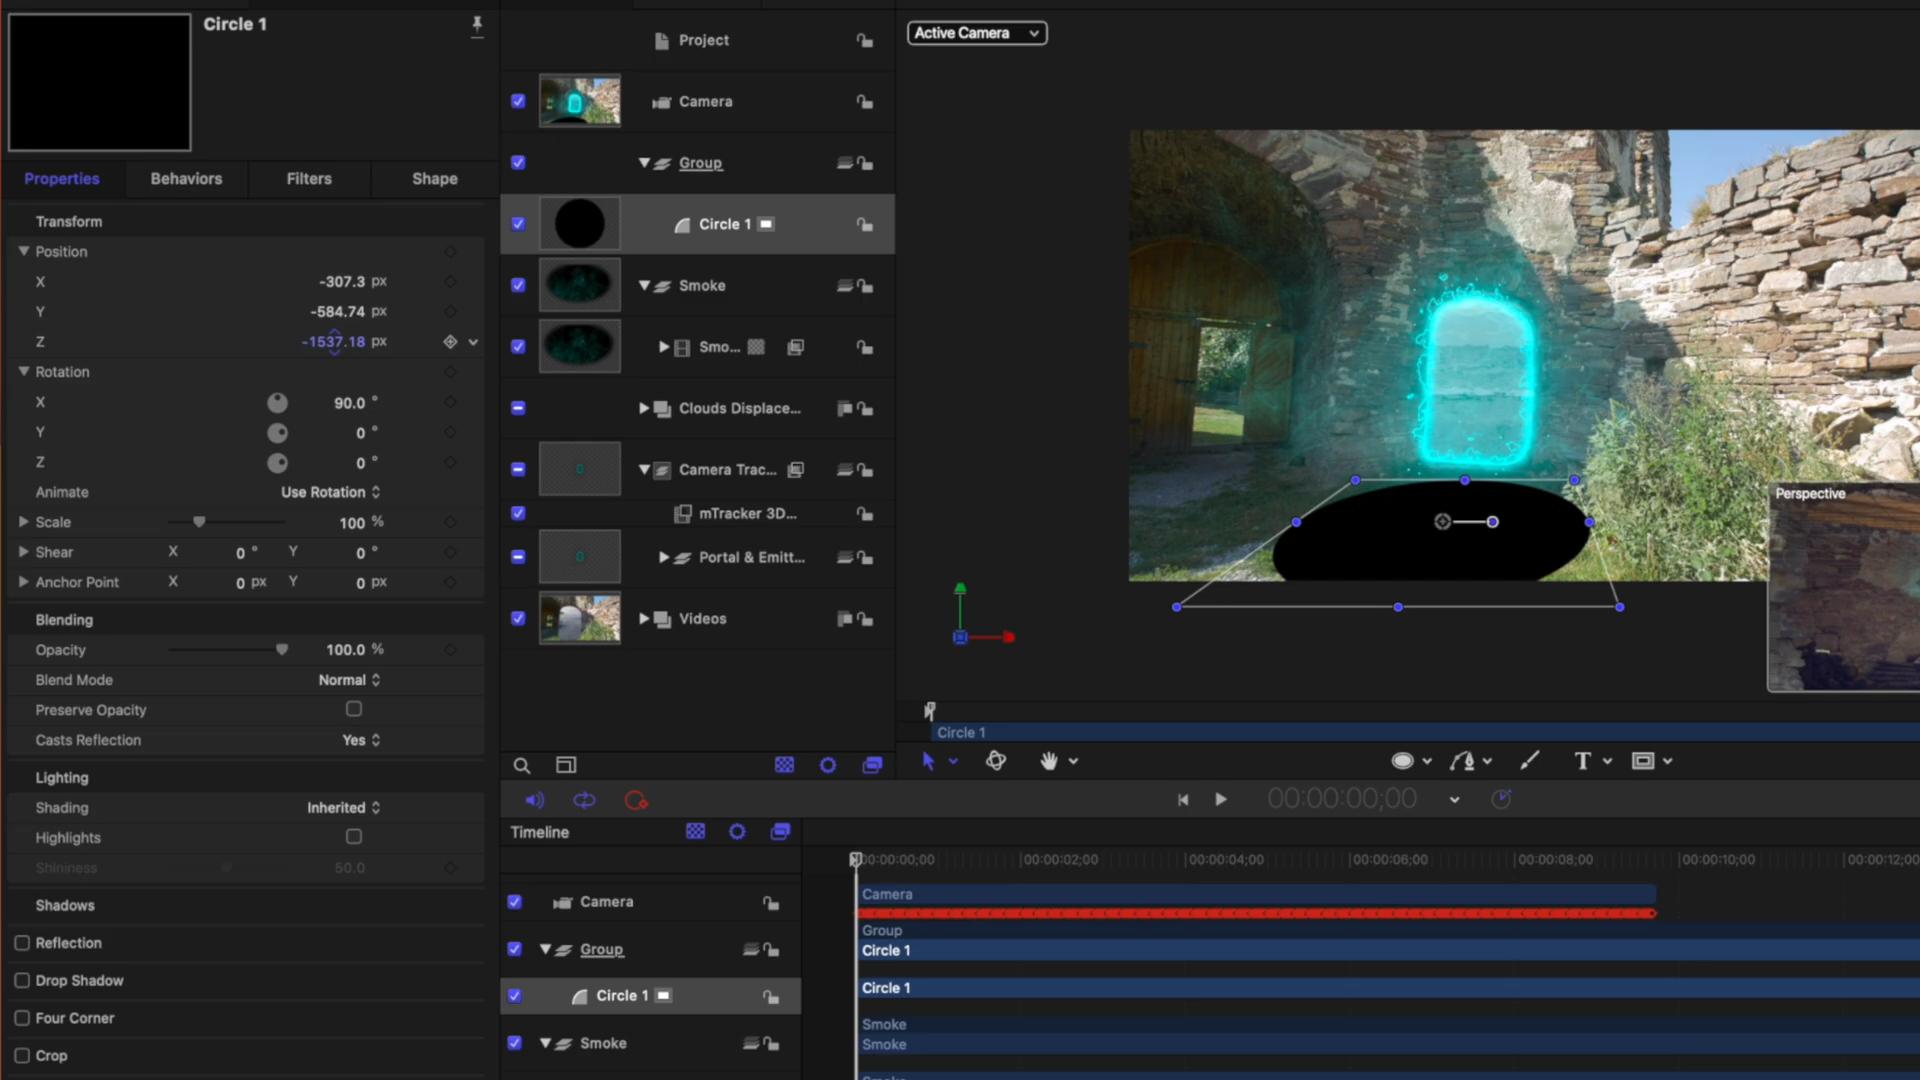 Circle 1
Properties
Behaviors
Filters
Shape
Transform
Position
X -307.3 px
Y -584.74 px
Z -1537.18 px
Rotation
X 90.0 °
Y 0 °
Z 0 °
Animate Use Rotation
Scale 100 %
Shear X 0 ° Y 0 °
Anchor Point X 0 px Y 0 px
Blending
Opacity 100.0 %
Blend Mode Normal
Preserve Opacity
Casts Reflection Yes
Lighting
Shading Inherited
Highlights
Shininess 50.0
Shadows
Reflection
Drop Shadow
Four Corner
Crop
Project
Camera
Group
Circle 1
Smoke
Smo...
Clouds Displace...
Camera Trac...
mTracker 3D...
Portal & Emitt...
Videos
Active Camera
Perspective
Circle 1
T
00:00:00;00
Timeline
00:00:00;00 00:00:02;00 00:00:04;00 00:00:06;00 00:00:08;00 00:00:10;00 00:00:12;00
Camera
Group
Circle 1
Smoke
Camera
Group
Circle 1
Circle 1
Smoke
Smoke